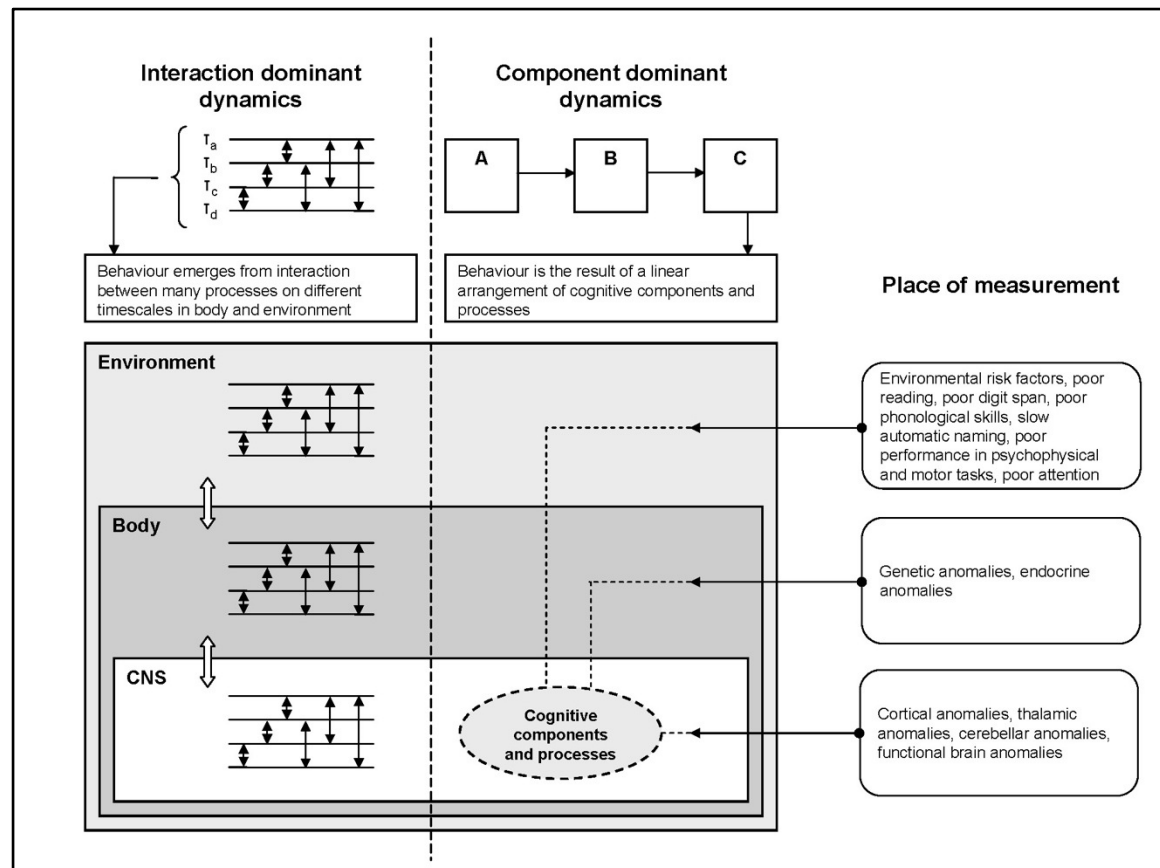 Interaction dominant
dynamics
Component dominant
dynamics
Ta
Tb
Tc
Td
A
B
C
Behaviour emerges from interaction
between many processes on different
timescales in body and environment
Behaviour is the result of a linear
arrangement of cognitive components and
processes
Place of measurement
Environment
Environmental risk factors, poor
reading, poor digit span, poor
phonological skills, slow
automatic naming, poor
performance in psychophysical
and motor tasks, poor attention
Body
Genetic anomalies, endocrine
anomalies
CNS
Cognitive
components
and processes
Cortical anomalies, thalamic
anomalies, cerebellar anomalies,
functional brain anomalies